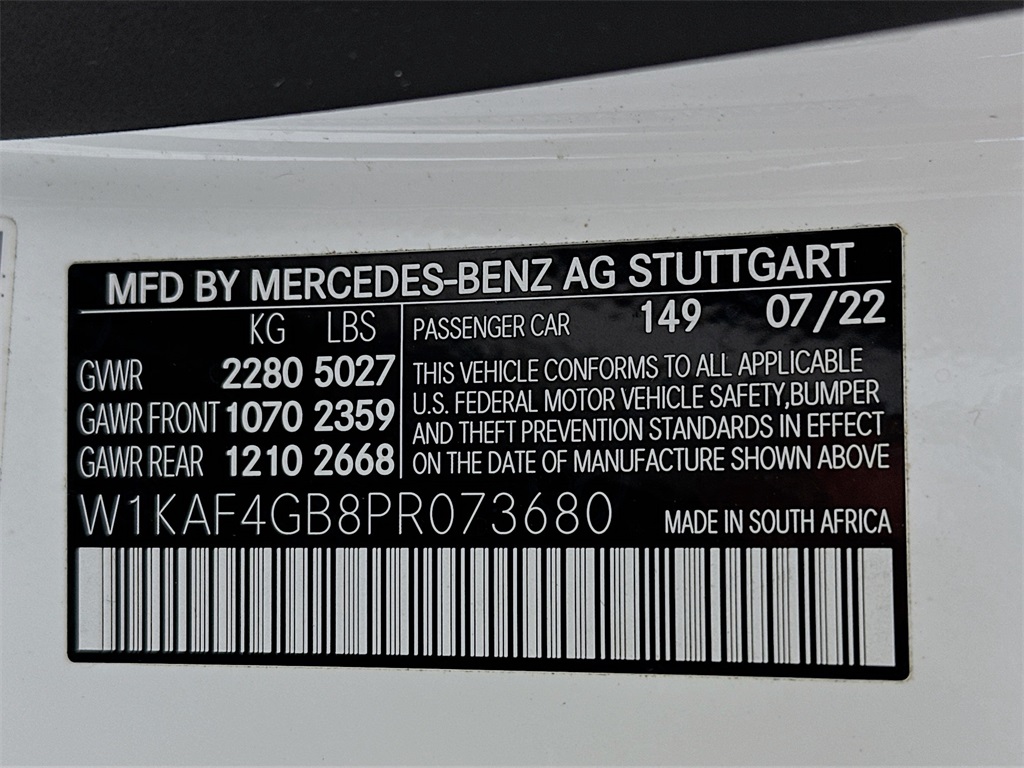 MFD BY MERCEDES-BENZ AG STUTTGART
KG LBS
GVWR 2280 5027
GAWR FRONT 1070 2359
GAWR REAR 1210 2668
PASSENGER CAR 149 07/22
THIS VEHICLE CONFORMS TO ALL APPLICABLE
U.S. FEDERAL MOTOR VEHICLE SAFETY,BUMPER
AND THEFT PREVENTION STANDARDS IN EFFECT
ON THE DATE OF MANUFACTURE SHOWN ABOVE
W1KAF4GB8PR073680
MADE IN SOUTH AFRICA